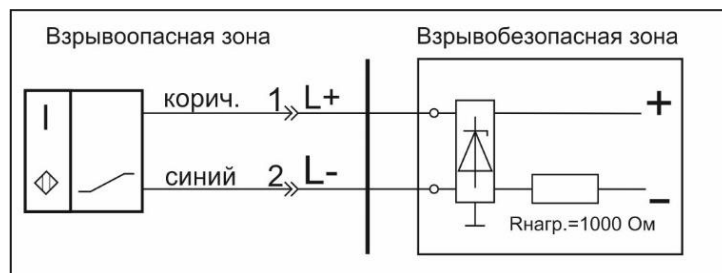 Взрывоопасная зона
Взрывобезопасная зона
I
корич. 1 L+
+
синий 2 L-
–
Rнагр.=1000 Ом